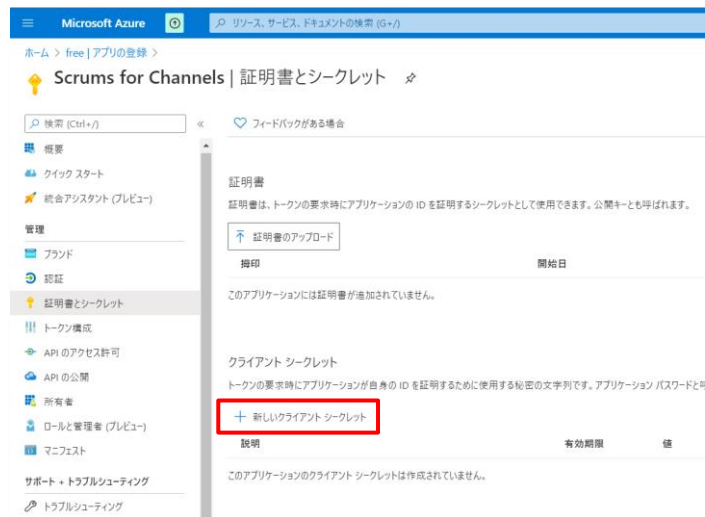 Microsoft Azure
リソース、サービス、ドキュメントの検索 (G+/)
ホーム > free | アプリの登録 >
Scrums for Channels | 証明書とシークレット
検索 (Ctrl+/)
«
フィードバックがある場合
概要
クイック スタート
統合アシスタント (プレビュー)
管理
ブランド
認証
証明書とシークレット
トークン構成
API のアクセス許可
API の公開
所有者
ロールと管理者 (プレビュー)
マニフェスト
サポート + トラブルシューティング
トラブルシューティング
証明書
証明書は、トークンの要求時にアプリケーションの ID を証明するシークレットとして使用できます。公開キーとも呼ばれます。
証明書のアップロード
拇印 開始日
このアプリケーションには証明書が追加されていません。
クライアント シークレット
トークンの要求時にアプリケーションが自身の ID を証明するために使用する秘密の文字列です。アプリケーション パスワードと呼
新しいクライアント シークレット
説明 有効期限 値
このアプリケーションのクライアント シークレットは作成されていません。